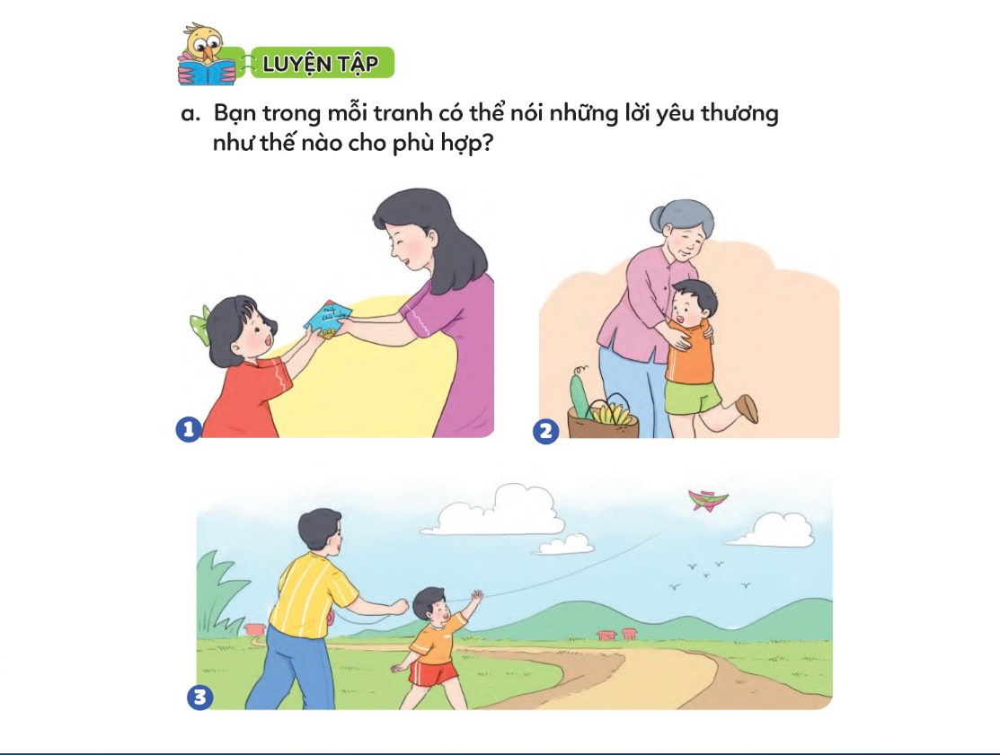 LUYỆN TẬP
a. Bạn trong mỗi tranh có thể nói những lời yêu thương
như thế nào cho phù hợp?
1
2
3